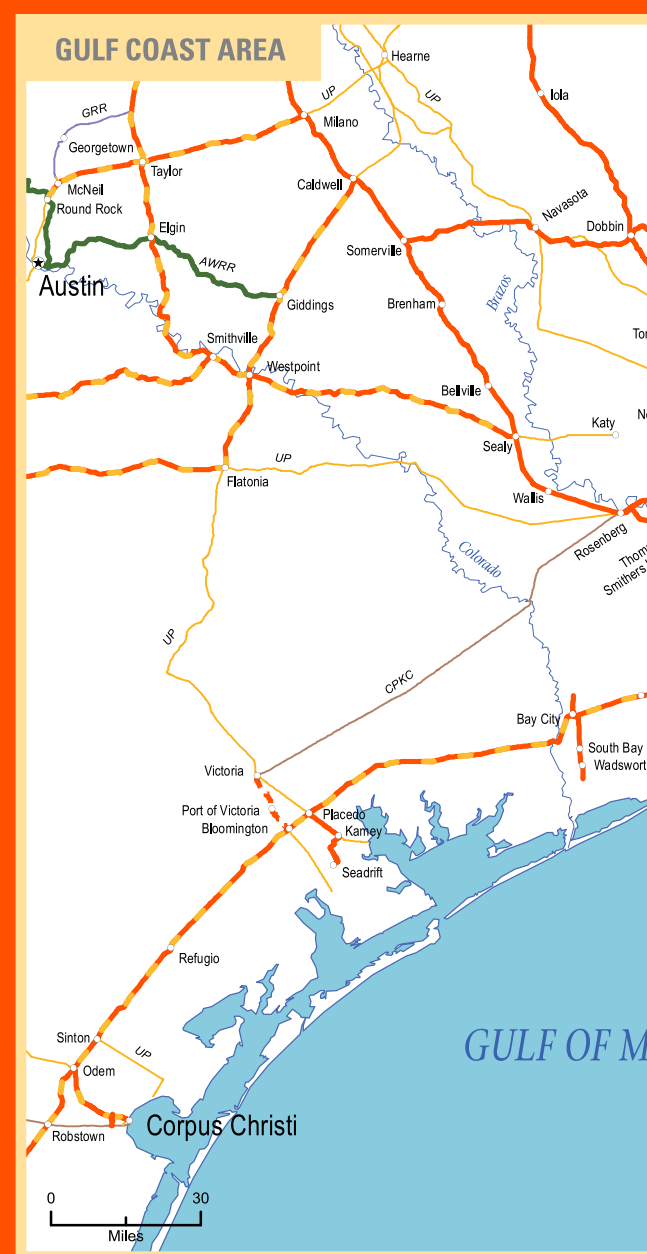 GULF COAST AREA
Hearne
UP
UP
Iola
GRR
Milano
Georgetown
Taylor
Caldwell
McNeil
Round Rock
Navasota
Dobbin
Elgin
Somerville
AWRR
Austin
Giddings
Brenham
Brazos
Smithville
Westpoint
Bellville
Katy
Sealy
UP
Flatonia
Wallis
Rosenberg
Colorado
Smithers
UP
CPKC
Bay City
South Bay
Wadswort
Victoria
Port of Victoria
Placedo
Bloomington
Kamey
Seadrift
Refugio
Sinton
UP
GULF OF M
Odem
Corpus Christi
Robstown
0 30
Miles